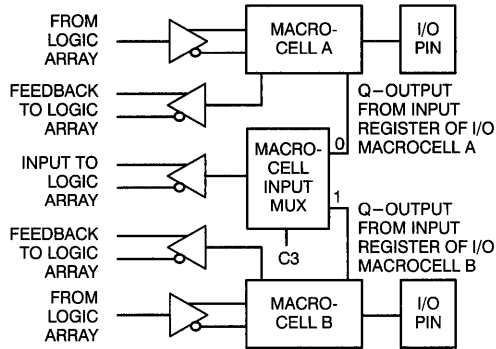 FROM
LOGIC
ARRAY
MACRO-
CELL A
I/O
PIN
FEEDBACK
TO LOGIC
ARRAY
Q–OUTPUT
FROM INPUT
REGISTER OF I/O
MACROCELL A
0
INPUT TO
LOGIC
ARRAY
MACRO-
CELL
INPUT
MUX
1
Q–OUTPUT
FROM INPUT
REGISTER OF I/O
MACROCELL B
FEEDBACK
TO LOGIC
ARRAY
C3
FROM
LOGIC
ARRAY
MACRO-
CELL B
I/O
PIN